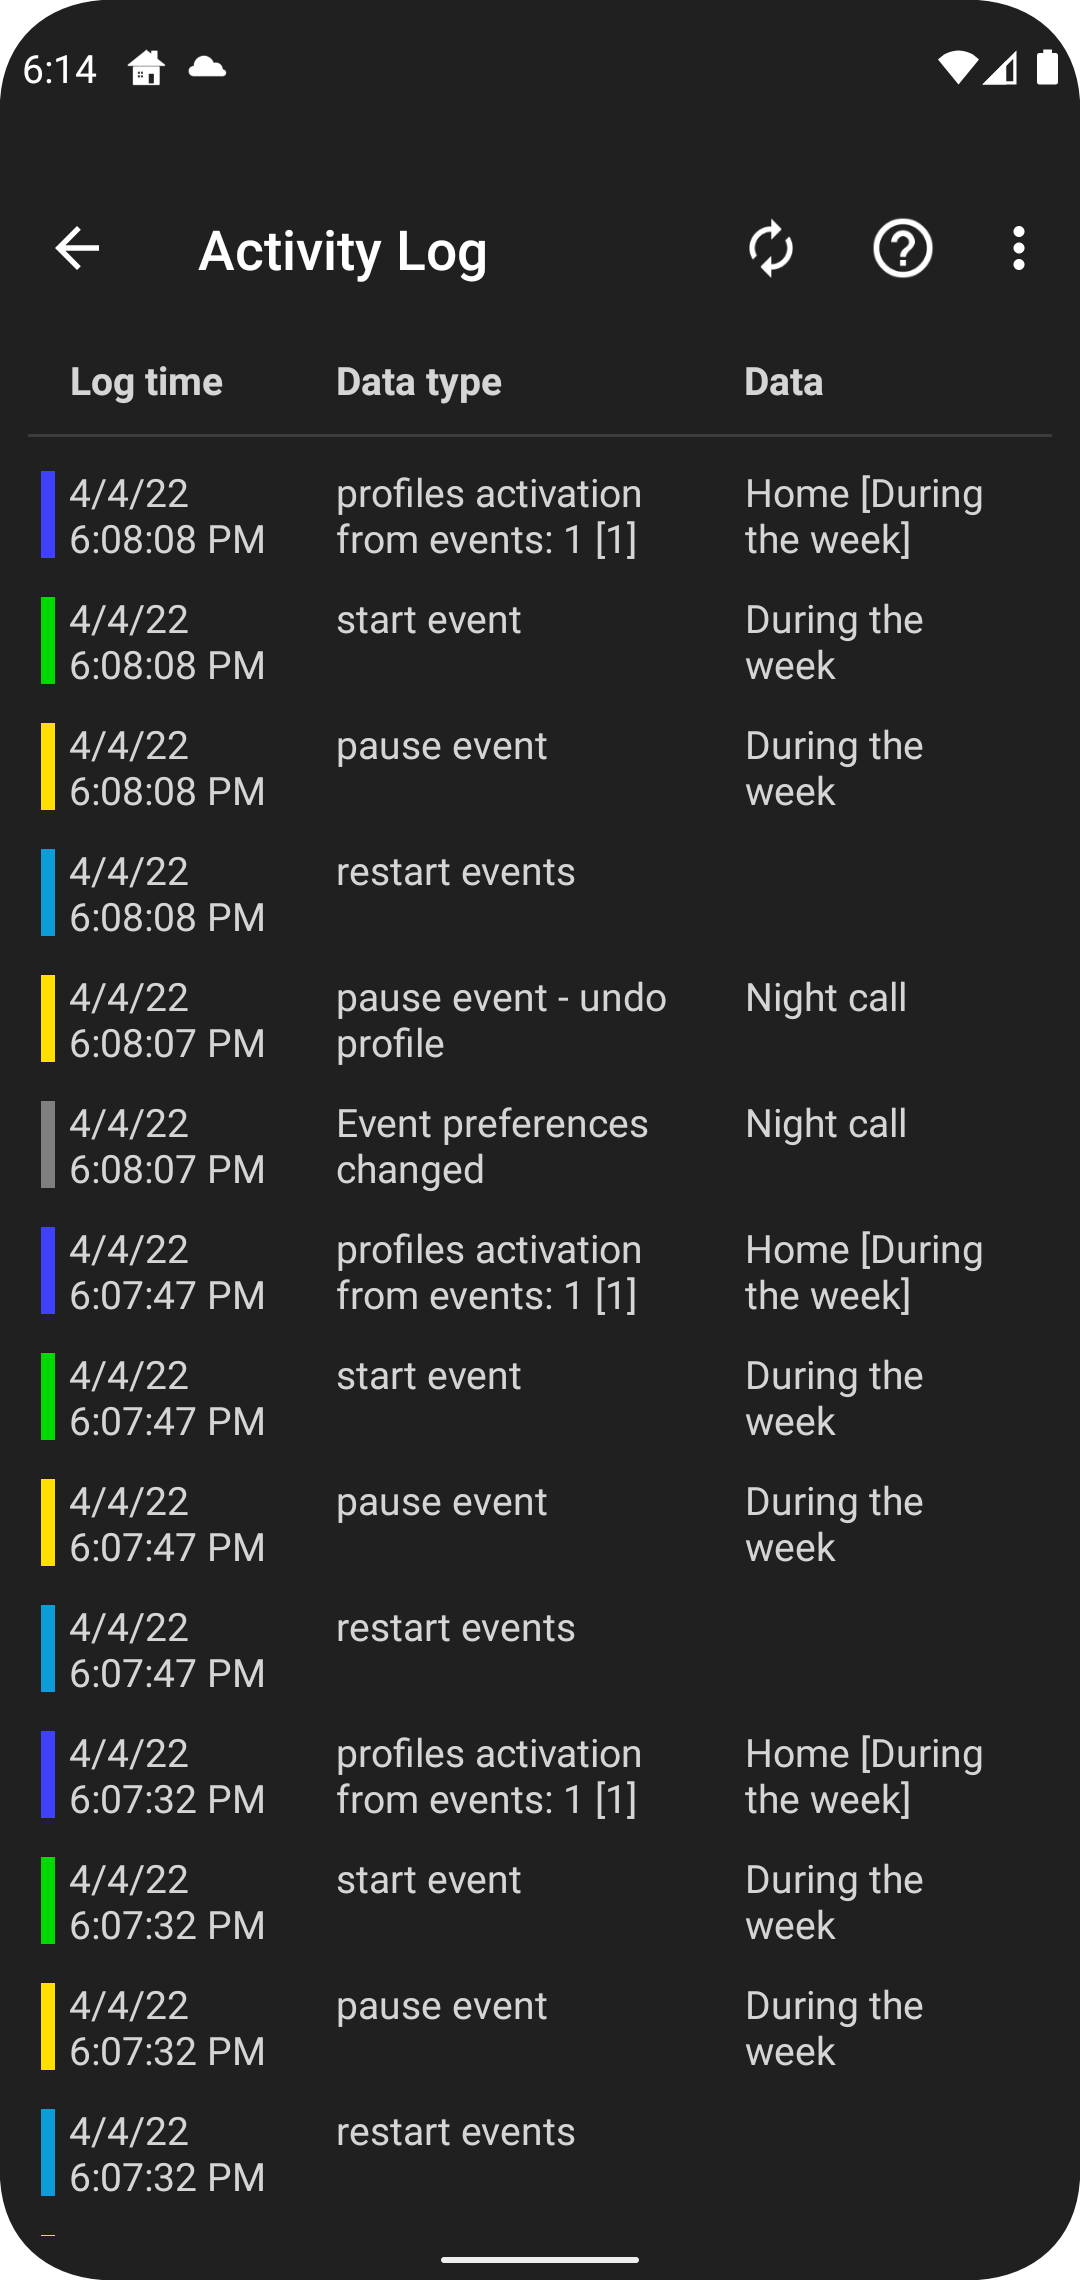 6:14
Activity Log
Log time Data type Data
4/4/22 profiles activation Home [During
6:08:08 PM from events: 1 [1] the week]
4/4/22 start event During the
6:08:08 PM week
4/4/22 pause event During the
6:08:08 PM week
4/4/22 restart events
6:08:08 PM
4/4/22 pause event - undo Night call
6:08:07 PM profile
4/4/22 Event preferences Night call
6:08:07 PM changed
4/4/22 profiles activation Home [During
6:07:47 PM from events: 1 [1] the week]
4/4/22 start event During the
6:07:47 PM week
4/4/22 pause event During the
6:07:47 PM week
4/4/22 restart events
6:07:47 PM
4/4/22 profiles activation Home [During
6:07:32 PM from events: 1 [1] the week]
4/4/22 start event During the
6:07:32 PM week
4/4/22 pause event During the
6:07:32 PM week
4/4/22 restart events
6:07:32 PM